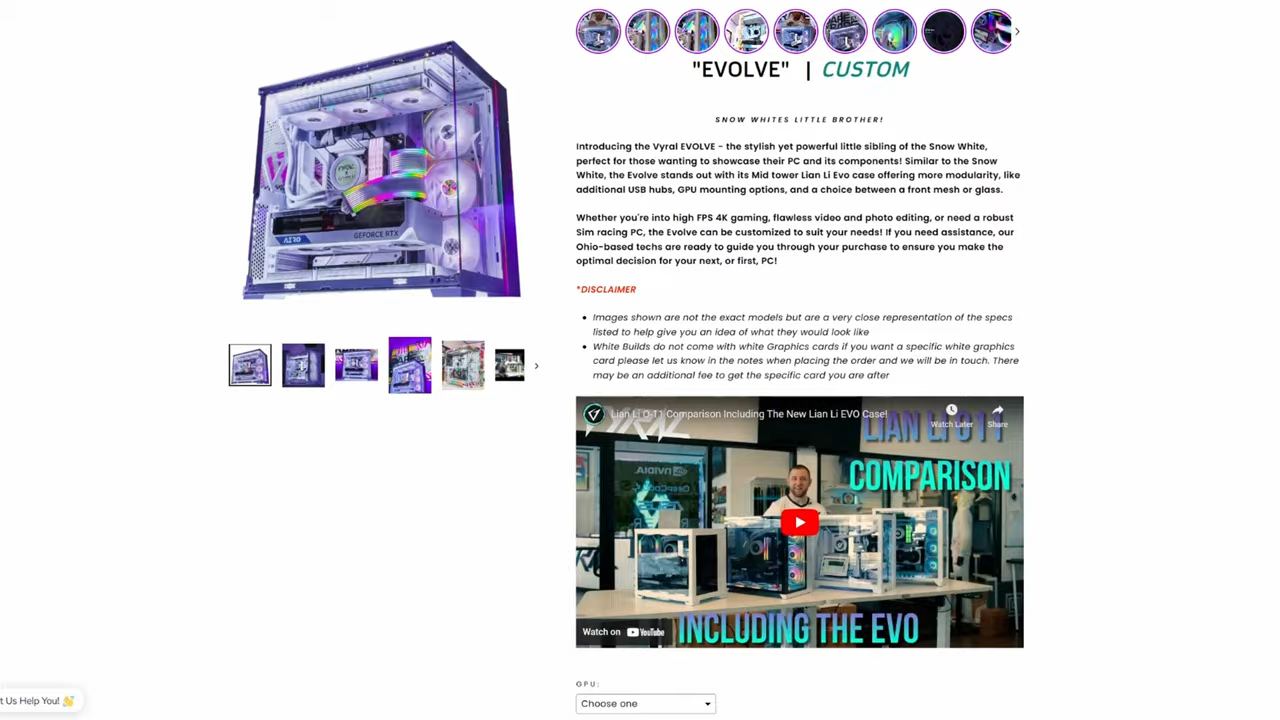 "EVOLVE" | CUSTOM
SNOW WHITES LITTLE BROTHER!
Introducing the Vyral EVOLVE - the stylish yet powerful little sibling of the Snow White,
perfect for those wanting to showcase their PC and its components! Similar to the Snow
White, the Evolve stands out with its Mid tower Lian Li Evo case offering more modularity, like
additional USB hubs, GPU mounting options, and a choice between a front mesh or glass.
Whether you're into high FPS 4K gaming, flawless video and photo editing, or need a robust
Sim racing PC, the Evolve can be customized to suit your needs! If you need assistance, our
Ohio-based techs are ready to guide you through your purchase to ensure you make the
optimal decision for your next, or first, PC!
*DISCLAIMER
Images shown are not the exact models but are a very close representation of the specs
listed to help give you an idea of what they would look like
White Builds do not come with white Graphics cards if you want a specific white graphics
card please let us know in the notes when placing the order and we will be in touch. There
may be an additional fee to get the specific card you are after
Lian Li O-11 Comparison Including The New Lian Li EVO Case!
Watch Later
Share
LIAN LI O11
COMPARISON
NVIDIA
INCLUDING THE EVO
Watch on YouTube
GPU:
Choose one
t Us Help You! 👋
AERO
GEFORCE RTX